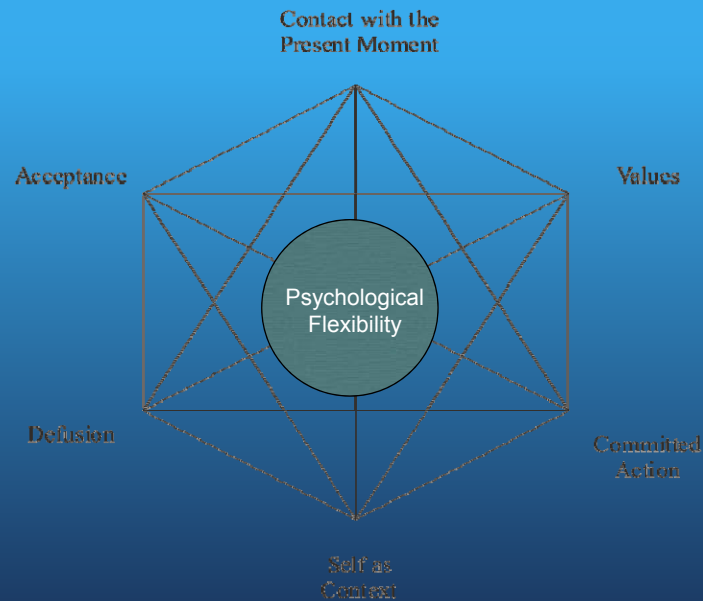 Contact with the
Present Moment
Acceptance
Values
Psychological
Flexibility
Defusion
Committed
Action
Self as
Context